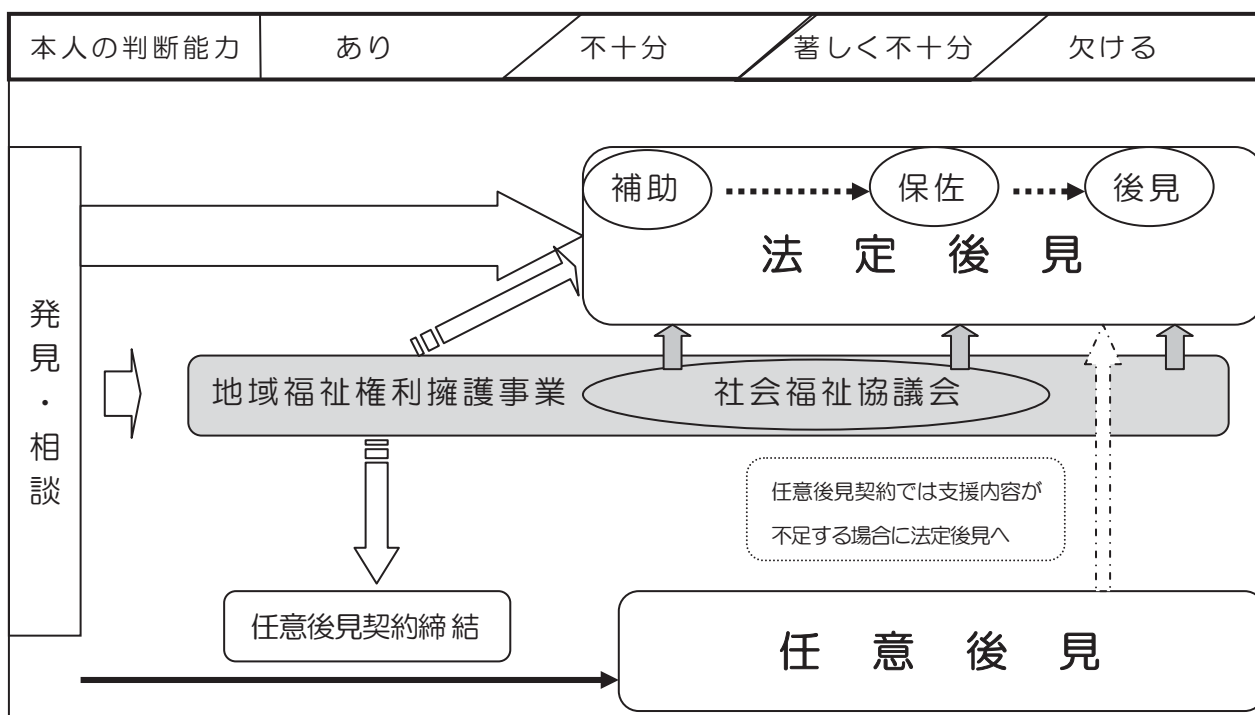 本人の判断能力
あり
不十分
著しく不十分
欠ける
補助
保佐
後見
法定後見
発見・相談
地域福祉権利擁護事業
社会福祉協議会
任意後見契約では支援内容が
不足する場合に法定後見へ
任意後見契約締結
任意後見